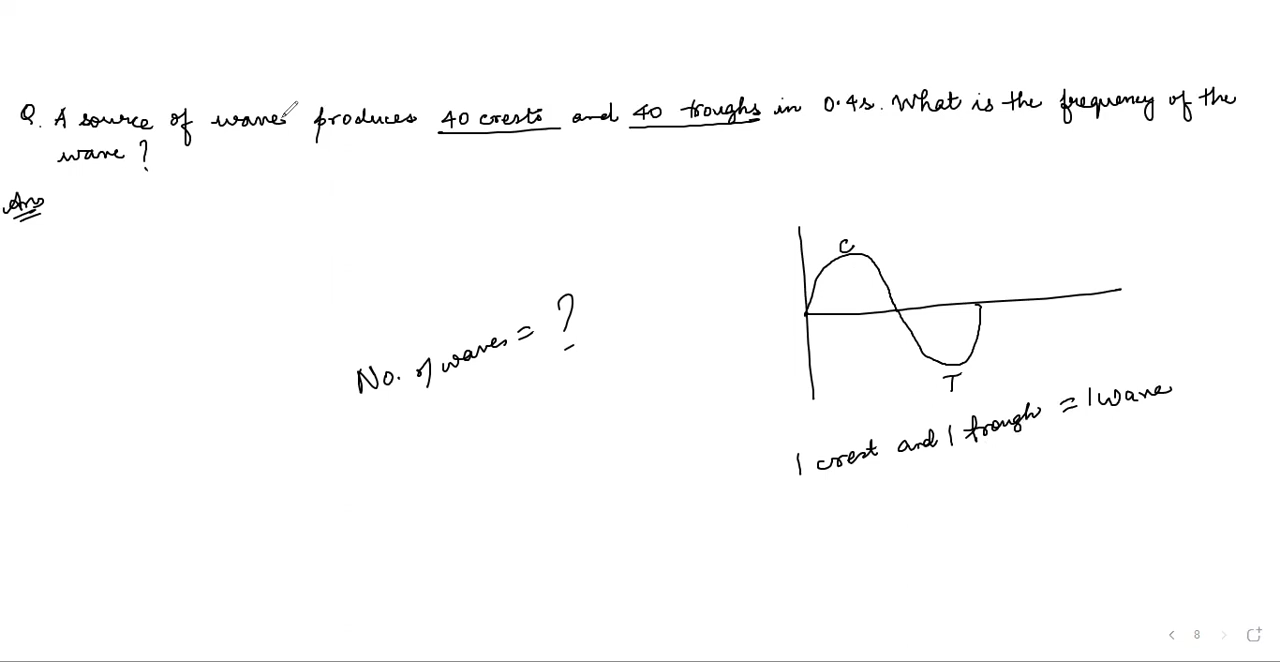 Q. A source of waves produces 40 crests and 40 troughs in 0.4s. What is the frequency of the
wave ?
Ans
C
No. of waves = ?
T
1 crest and 1 trough = 1 wave
8